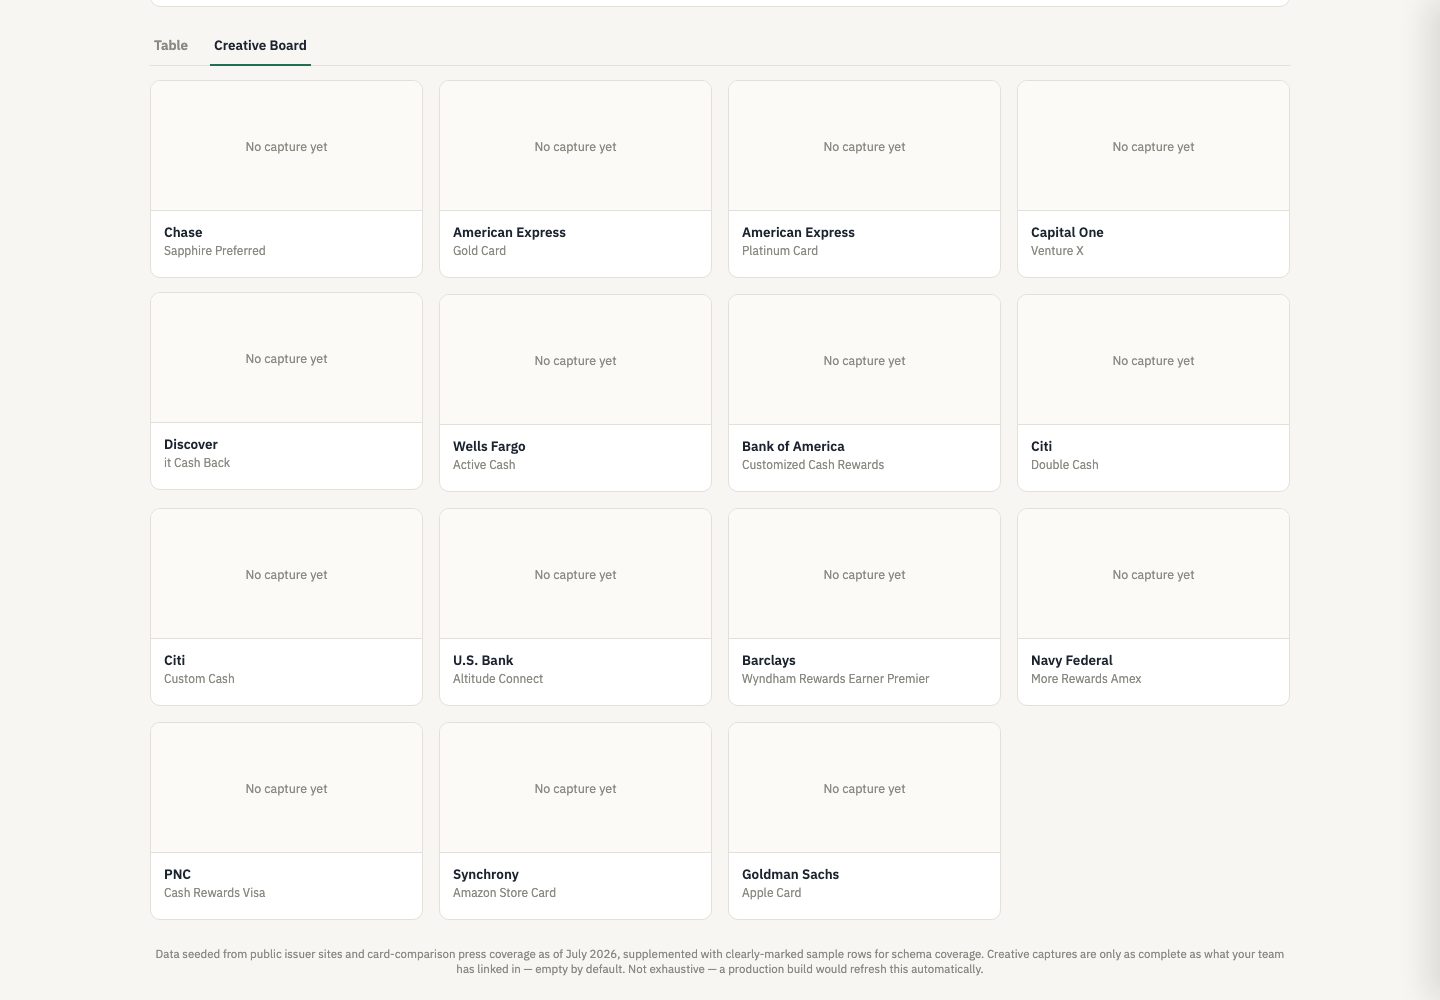 Table
Creative Board
No capture yet
Chase
Sapphire Preferred
No capture yet
American Express
Gold Card
No capture yet
American Express
Platinum Card
No capture yet
Capital One
Venture X
No capture yet
Discover
it Cash Back
No capture yet
Wells Fargo
Active Cash
No capture yet
Bank of America
Customized Cash Rewards
No capture yet
Citi
Double Cash
No capture yet
Citi
Custom Cash
No capture yet
U.S. Bank
Altitude Connect
No capture yet
Barclays
Wyndham Rewards Earner Premier
No capture yet
Navy Federal
More Rewards Amex
No capture yet
PNC
Cash Rewards Visa
No capture yet
Synchrony
Amazon Store Card
No capture yet
Goldman Sachs
Apple Card
Data seeded from public issuer sites and card-comparison press coverage as of July 2026, supplemented with clearly-marked sample rows for schema coverage. Creative captures are only as complete as what your team
has linked in — empty by default. Not exhaustive — a production build would refresh this automatically.